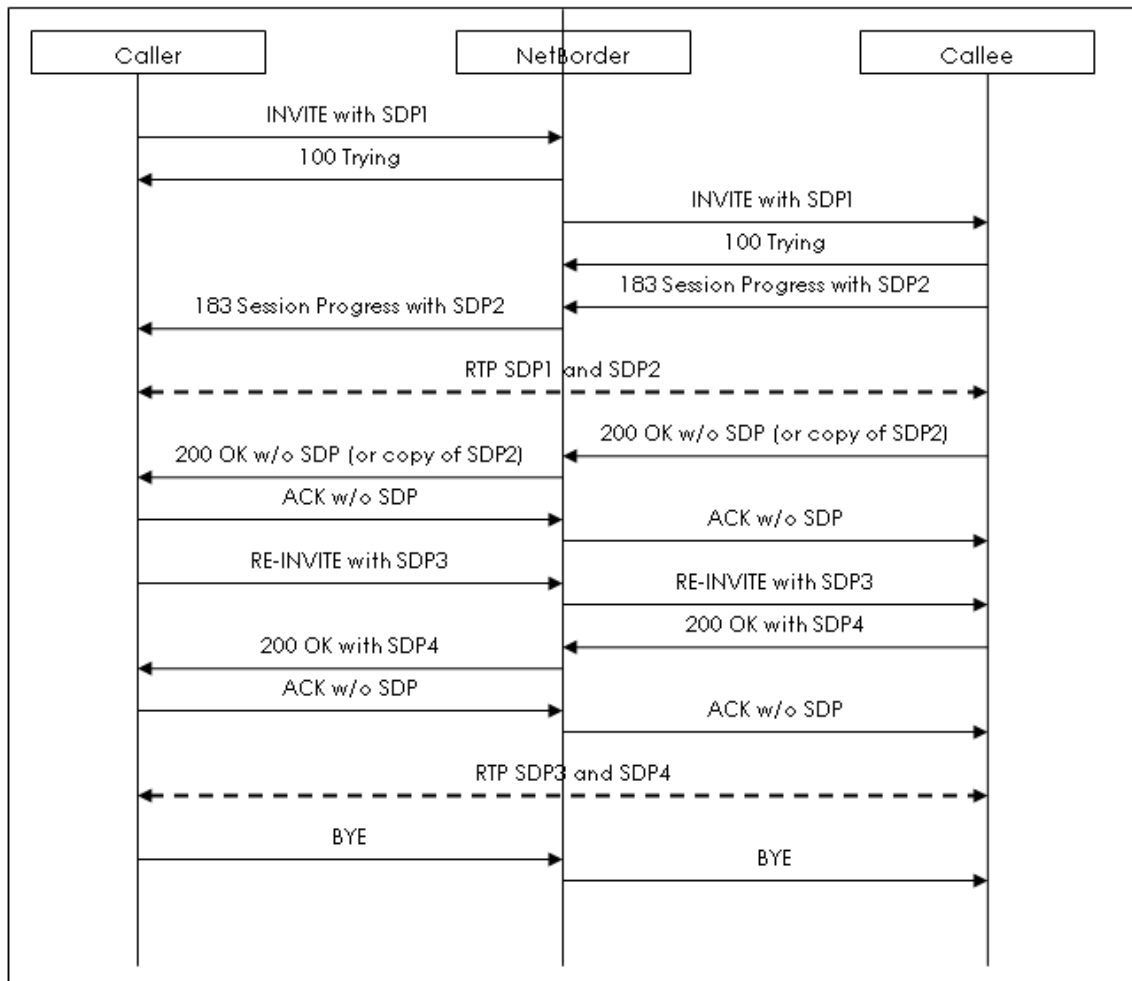 Caller
NetBorder
Callee
INVITE with SDP1
100 Trying
INVITE with SDP1
100 Trying
183 Session Progress with SDP2
183 Session Progress with SDP2
RTP SDP1 and SDP2
200 OK w/o SDP (or copy of SDP2)
200 OK w/o SDP (or copy of SDP2)
ACK w/o SDP
ACK w/o SDP
RE-INVITE with SDP3
RE-INVITE with SDP3
200 OK with SDP4
200 OK with SDP4
ACK w/o SDP
ACK w/o SDP
RTP SDP3 and SDP4
BYE
BYE